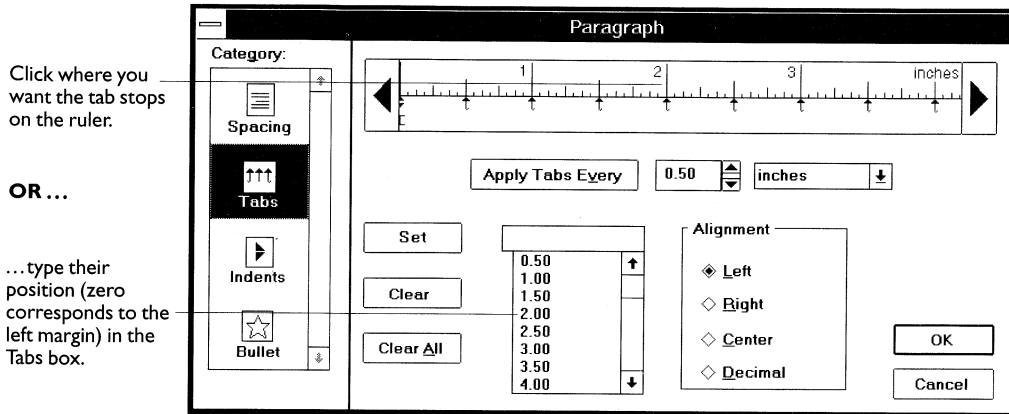 Paragraph
Category:
Click where you
want the tab stops
on the ruler.
OR ...
...type their
position (zero
corresponds to the
left margin) in the
Tabs box.
Spacing
Tabs
Indents
Bullet
1 2 3 inches
t t t t t t t t
Apply Tabs Every 0.50 inches
Set
Clear
Clear All
0.50
1.00
1.50
2.00
2.50
3.00
3.50
4.00
Alignment
Left
Right
Center
Decimal
OK
Cancel